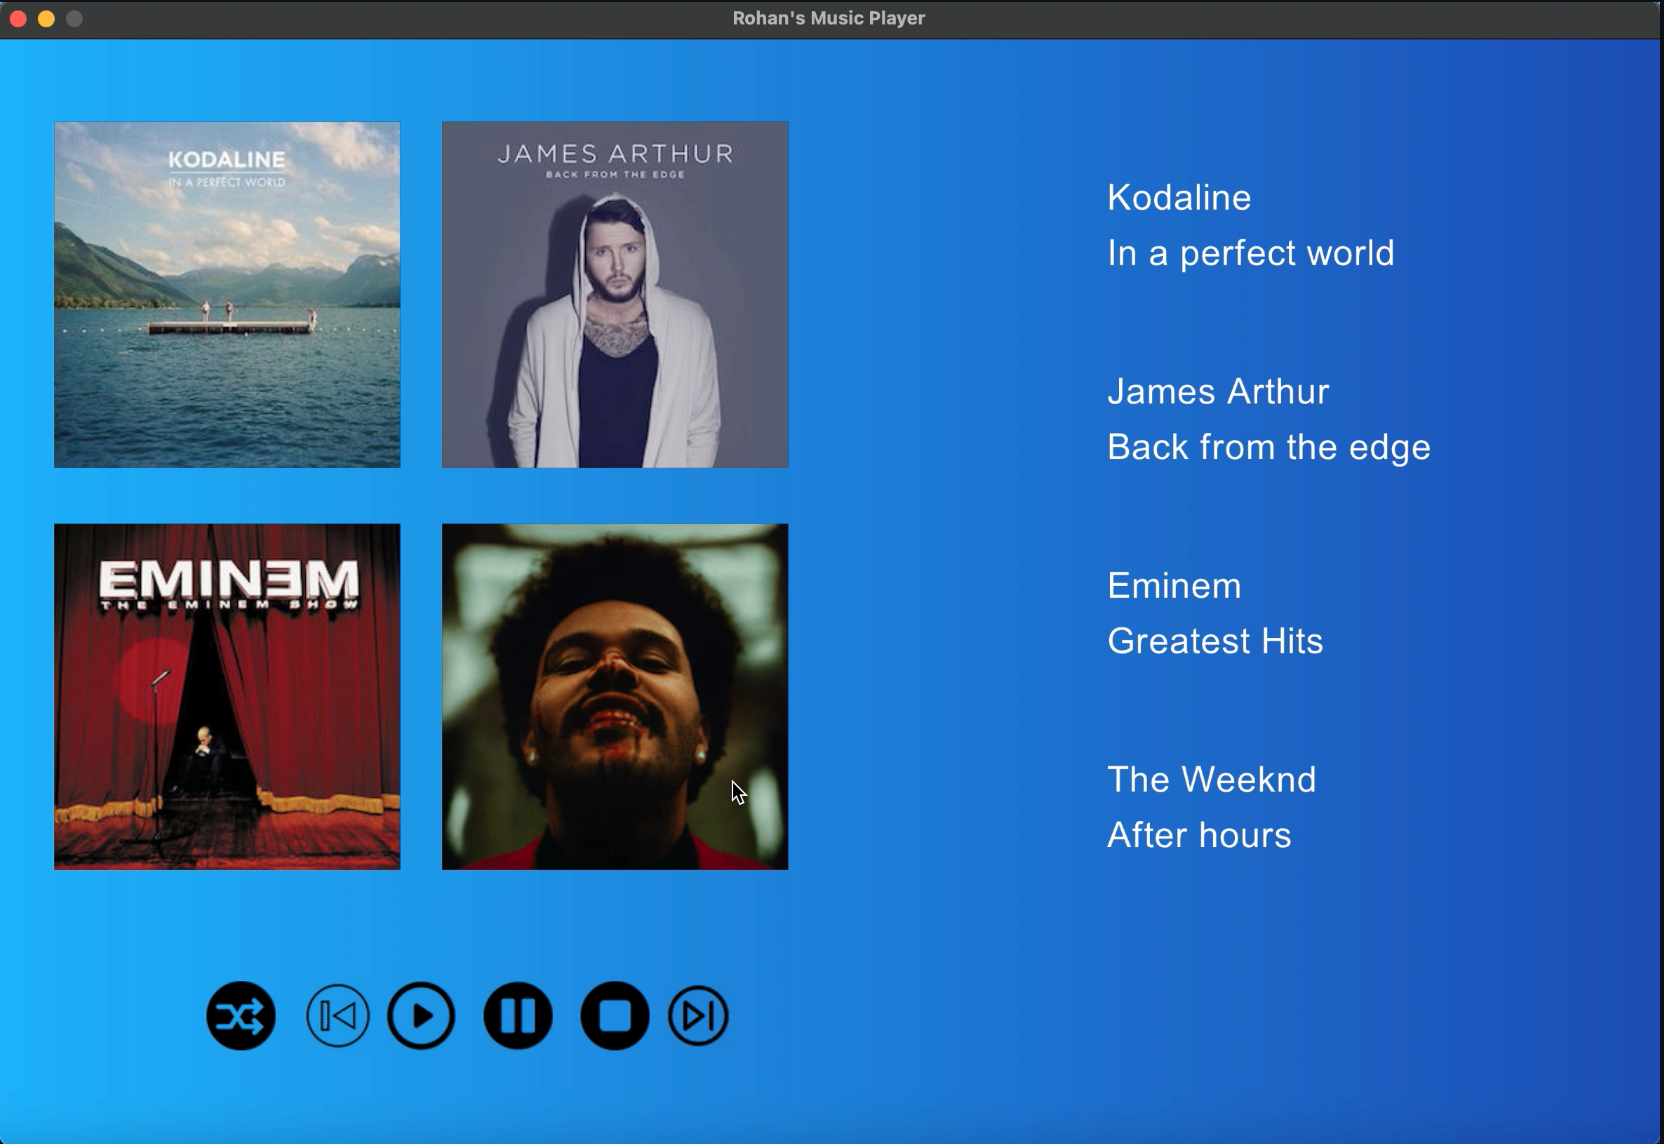 Rohan's Music Player
KODALINE
IN A PERFECT WORLD
JAMES ARTHUR
BACK FROM THE EDGE
EMINEM
THE EMINEM SHOW
Kodaline
In a perfect world
James Arthur
Back from the edge
Eminem
Greatest Hits
The Weeknd
After hours